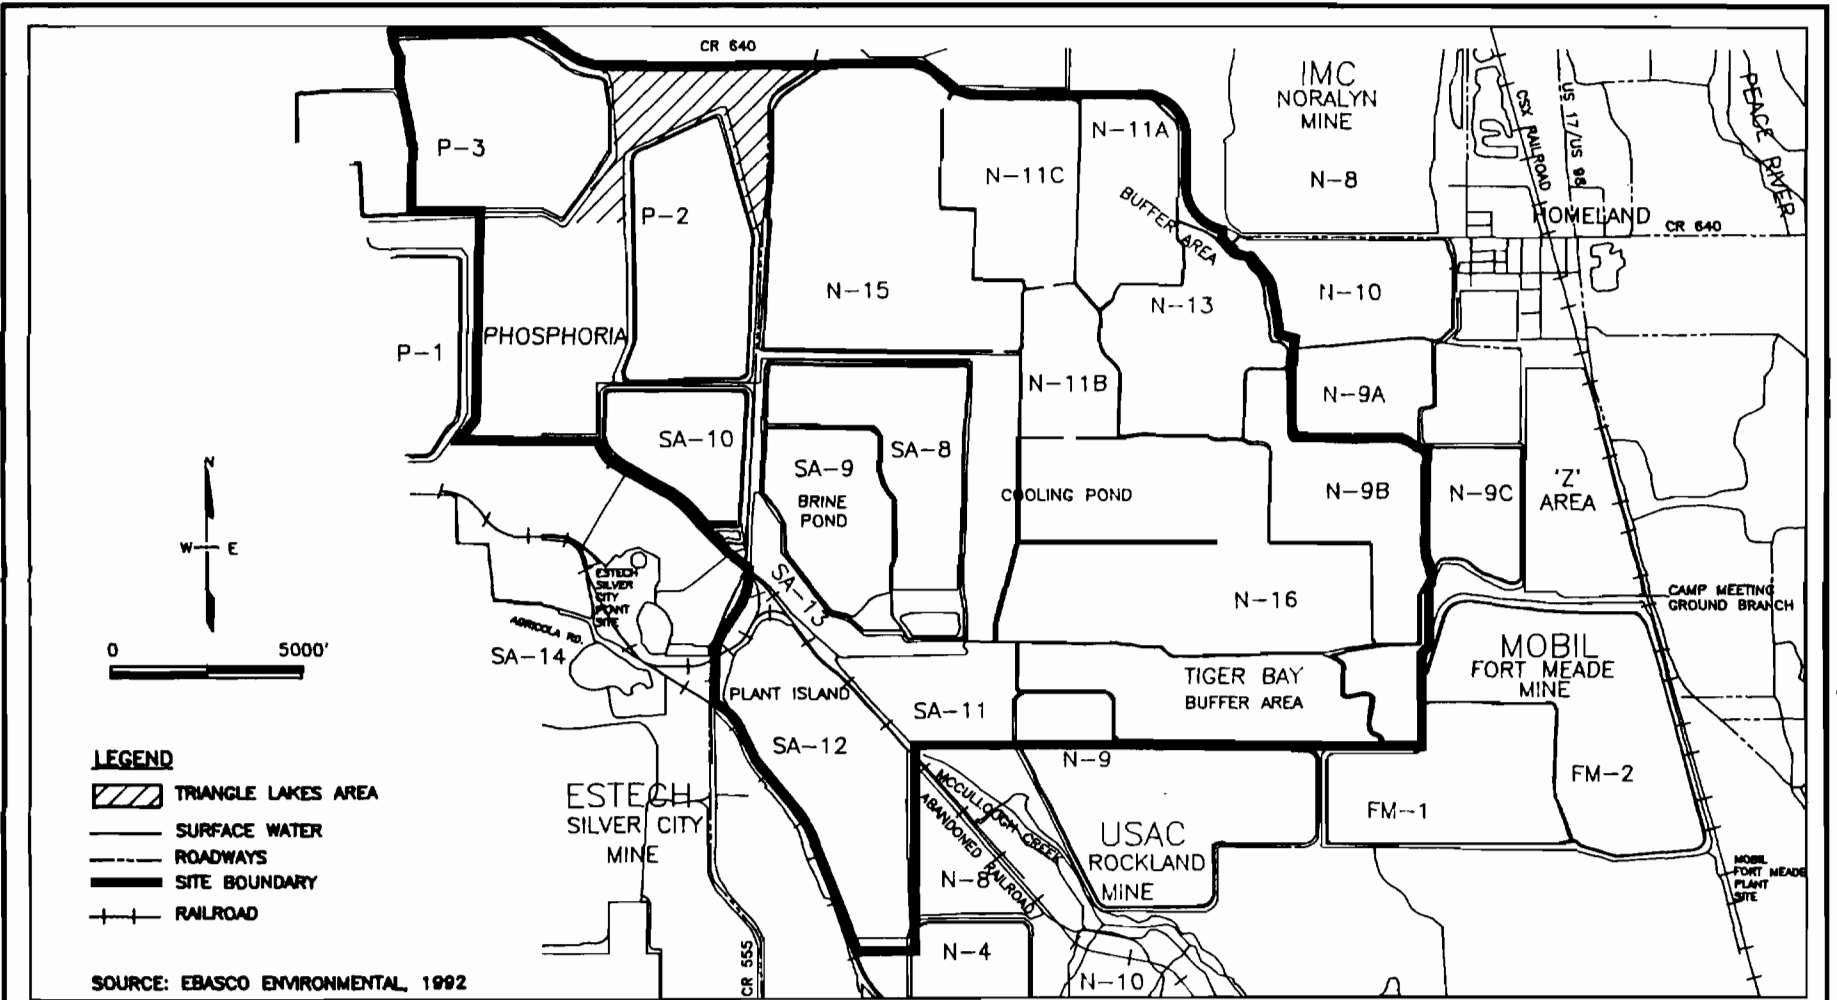 CR 640
IMC
NORALYN
MINE
N-8
CSX RAILROAD
US 17/US 98
PEACE RIVER
HOMELAND
CR 640
P-3
P-2
N-11C
N-11A
BUFFER AREA
N-15
N-13
N-10
PHOSPHORIA
P-1
N-11B
N-9A
SA-10
SA-9
BRINE
POND
SA-8
COOLING POND
N-9B
N-9C
'Z'
AREA
N
W
E
ESTECH
SILVER
CITY
PLANT
SITE
SA-13
N-16
CAMP MEETING
GROUND BRANCH
AGRICOLA RD.
SA-14
0
5000'
PLANT ISLAND
SA-12
SA-11
TIGER BAY
BUFFER AREA
MOBIL
FORT MEADE
MINE
N-9
FM-2
FM-1
ESTECH
SILVER CITY
MINE
MCCULLOUGH CREEK
ABANDONED RAILROAD
USAC
ROCKLAND
MINE
N-8
N-4
N-10
MOBIL
FORT MEADE
PLANT
SITE
CR 555
LEGEND
TRIANGLE LAKES AREA
SURFACE WATER
ROADWAYS
SITE BOUNDARY
RAILROAD
SOURCE: EBASCO ENVIRONMENTAL, 1992